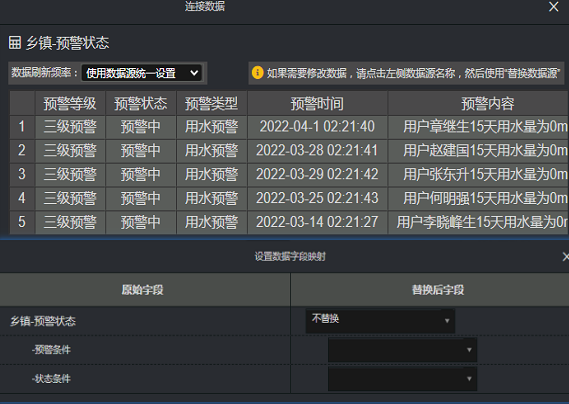 连接数据
乡镇-预警状态
数据刷新频率： 使用数据源统一设置 如果需要修改数据，请点击左侧数据源名称，然后使用“替换数据源”
预警等级 预警状态 预警类型 预警时间 预警内容
1 三级预警 预警中 用水预警 2022-04-1 02:21:40 用户章继生15天用水量为0m
2 三级预警 预警中 用水预警 2022-03-28 02:21:41 用户赵建国15天用水量为0m
3 三级预警 预警中 用水预警 2022-03-29 02:21:42 用户张东升15天用水量为0m
4 三级预警 预警中 用水预警 2022-03-25 02:21:43 用户何明强15天用水量为0m
5 三级预警 预警中 用水预警 2022-03-14 02:21:27 用户李晓峰生15天用水量为0m
设置数据字段映射
原始字段 替换后字段
乡镇-预警状态 不替换
-预警条件
-状态条件